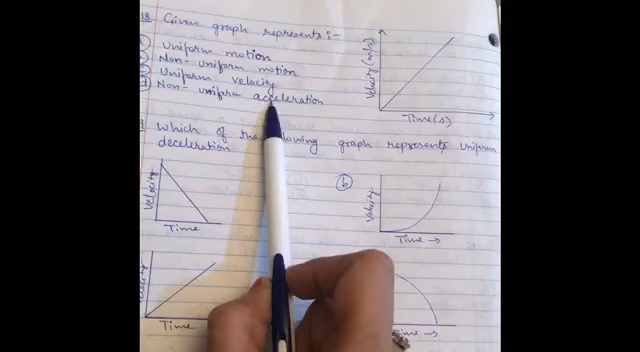 18. Given graph represents :-
1 Uniform motion
2 Non-uniform motion
3 Uniform velocity
4 Non-uniform acceleration
Velocity (m/s)
Time(s)
Which of the following graph represents uniform
deceleration
Velocity
Time
b
Velocity
Time →
Time
Time →